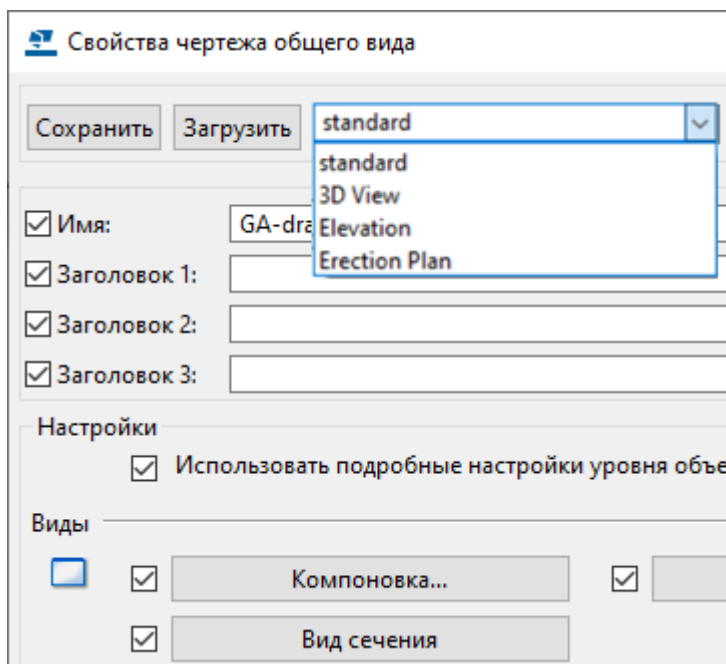 Свойства чертежа общего вида
Сохранить Загрузить standard
standard
3D View
Elevation
Erection Plan
Имя: GA-dra
Заголовок 1:
Заголовок 2:
Заголовок 3:
Настройки
Использовать подробные настройки уровня объе
Виды
Компоновка...
Вид сечения